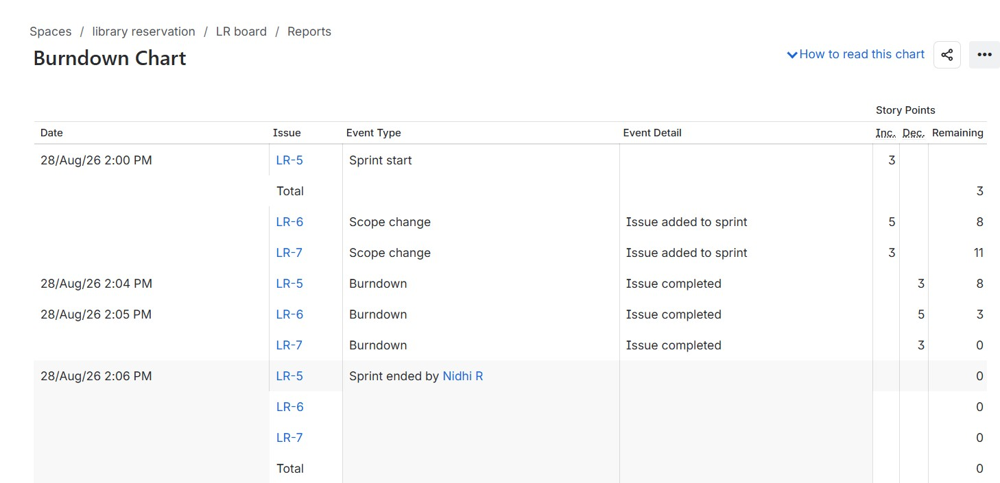 Spaces / library reservation / LR board / Reports
Burndown Chart
How to read this chart
Story Points
Date Issue Event Type Event Detail Inc. Dec. Remaining
28/Aug/26 2:00 PM LR-5 Sprint start 3
Total 3
LR-6 Scope change Issue added to sprint 5 8
LR-7 Scope change Issue added to sprint 3 11
28/Aug/26 2:04 PM LR-5 Burndown Issue completed 3 8
28/Aug/26 2:05 PM LR-6 Burndown Issue completed 5 3
LR-7 Burndown Issue completed 3 0
28/Aug/26 2:06 PM LR-5 Sprint ended by Nidhi R 0
LR-6 0
LR-7 0
Total 0